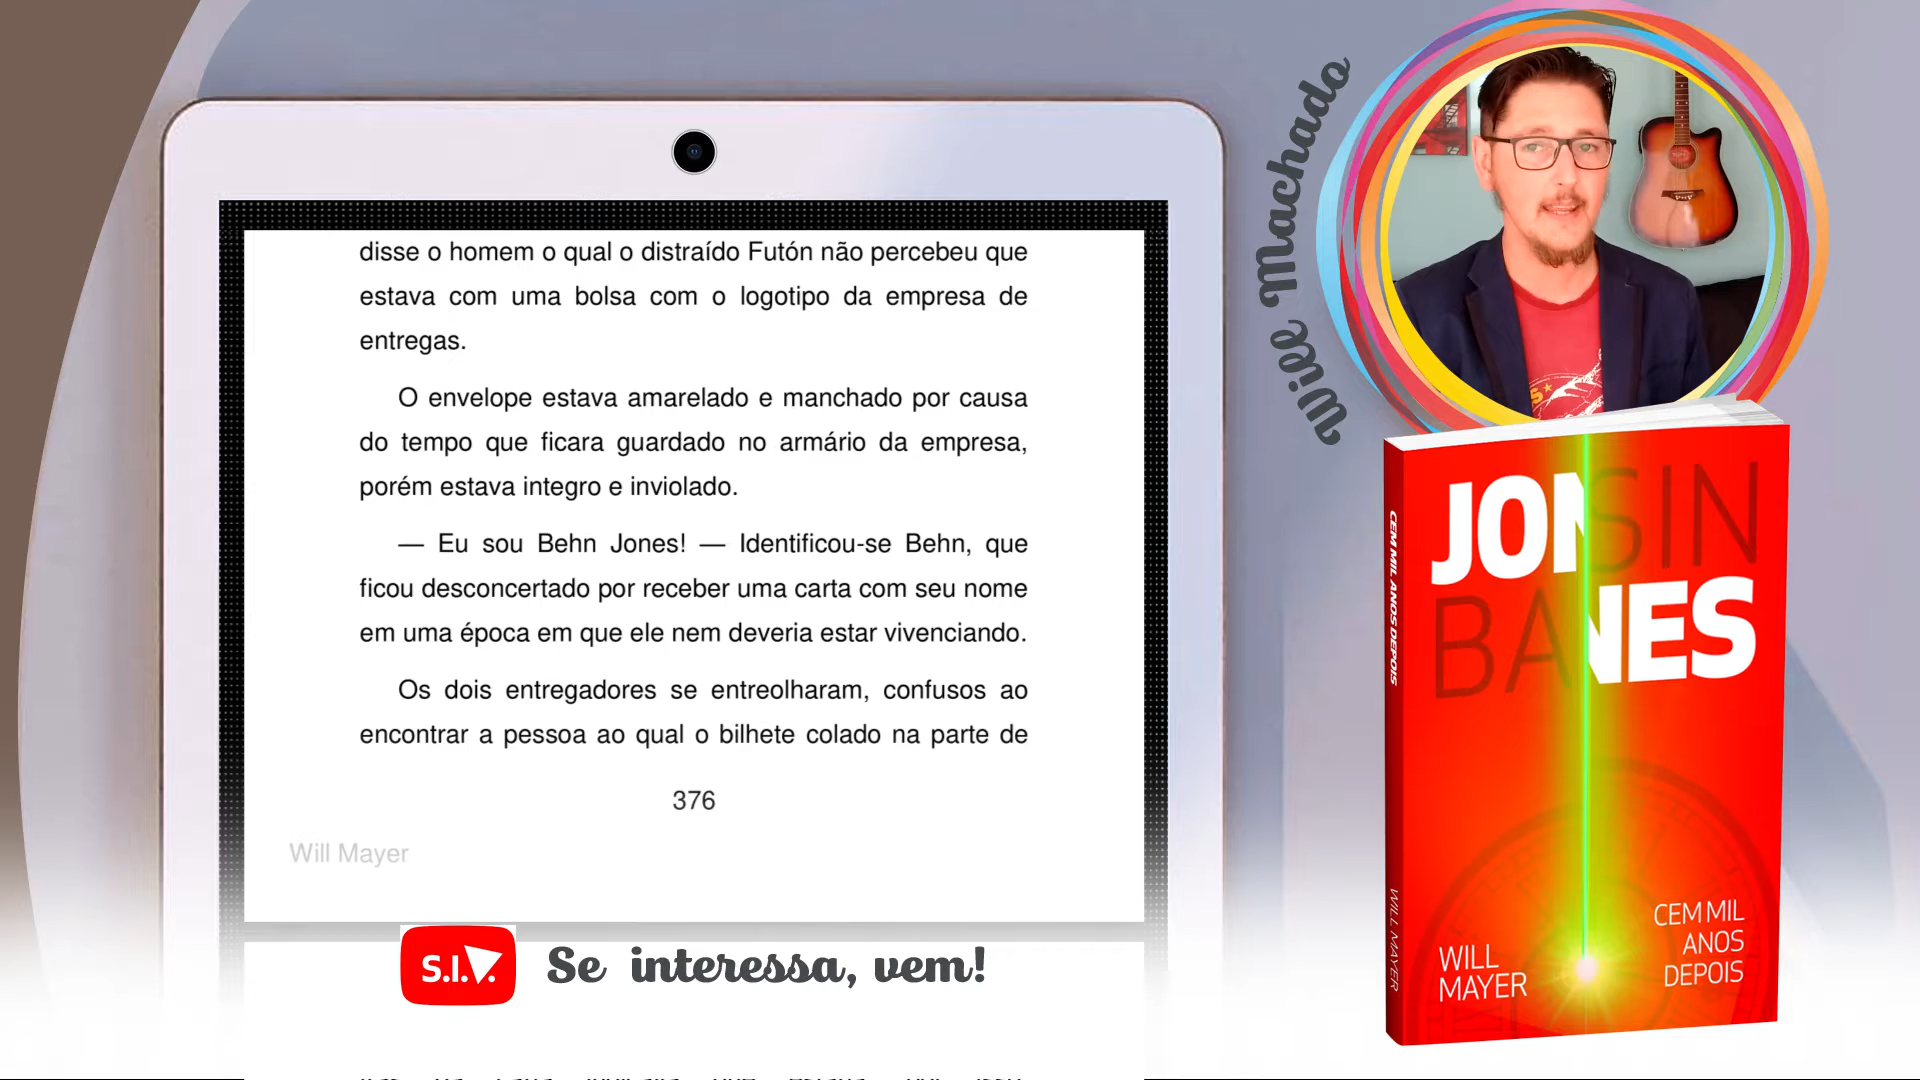 disse o homem o qual o distraído Futón não percebeu que
estava com uma bolsa com o logotipo da empresa de
entregas.
O envelope estava amarelado e manchado por causa
do tempo que ficara guardado no armário da empresa,
porém estava integro e inviolado.
— Eu sou Behn Jones! — Identificou-se Behn, que
ficou desconcertado por receber uma carta com seu nome
em uma época em que ele nem deveria estar vivenciando.
Os dois entregadores se entreolharam, confusos ao
encontrar a pessoa ao qual o bilhete colado na parte de
376
Will Mayer
S.I.V.
Se interessa, vem!
Will Machado
JONSIN
BANES
CEM MIL
ANOS
DEPOIS
WILL
MAYER
CEM MIL ANOS DEPOIS
WILL MAYER